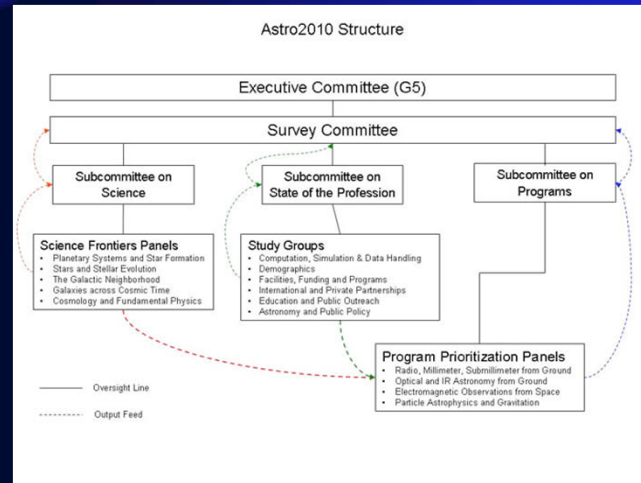 Astro2010 Structure
Executive Committee (G5)
Survey Committee
Subcommittee on
Science
Subcommittee on
State of the Profession
Subcommittee on
Programs
Science Frontiers Panels
• Planetary Systems and Star Formation
• Stars and Stellar Evolution
• The Galactic Neighborhood
• Galaxies across Cosmic Time
• Cosmology and Fundamental Physics
Study Groups
• Computation, Simulation & Data Handling
• Demographics
• Facilities, Funding and Programs
• International and Private Partnerships
• Education and Public Outreach
• Astronomy and Public Policy
Program Prioritization Panels
• Radio, Millimeter, Submillimeter from Ground
• Optical and IR Astronomy from Ground
• Electromagnetic Observations from Space
• Particle Astrophysics and Gravitation
Oversight Line
Output Feed